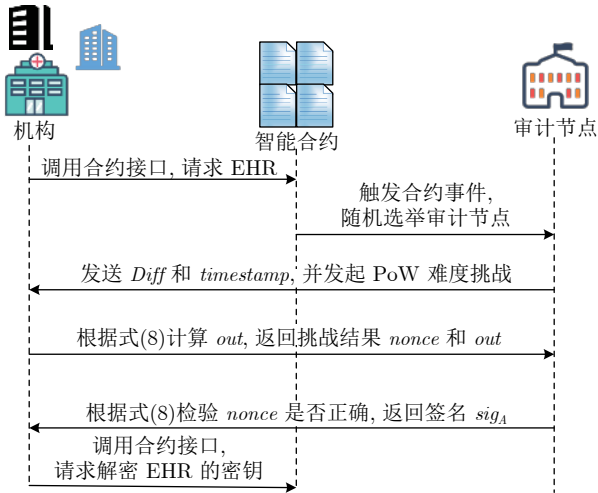 机构
智能合约
审计节点
调用合约接口, 请求 EHR
触发合约事件,
随机选举审计节点
发送 Diff 和 timestamp, 并发起 PoW 难度挑战
根据式(8)计算 out, 返回挑战结果 nonce 和 out
根据式(8)检验 nonce 是否正确, 返回签名 sig_A
调用合约接口,
请求解密 EHR 的密钥